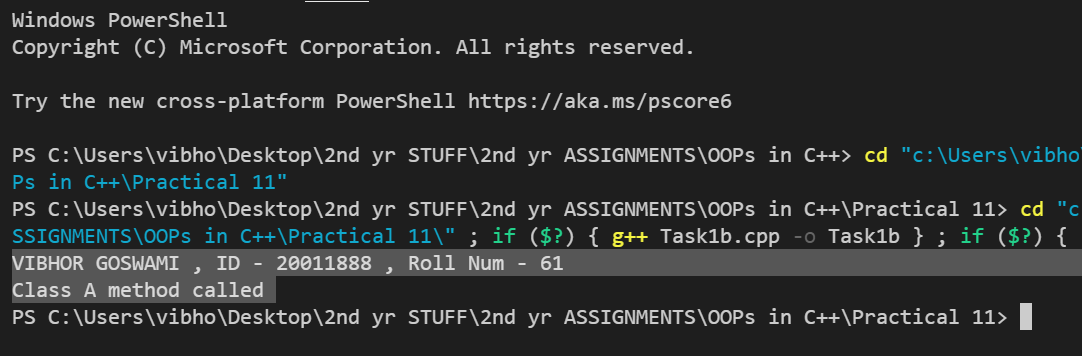 Windows PowerShell
Copyright (C) Microsoft Corporation. All rights reserved.
Try the new cross-platform PowerShell https://aka.ms/pscore6
PS C:\Users\vibho\Desktop\2nd yr STUFF\2nd yr ASSIGNMENTS\OOPs in C++> cd "c:\Users\vibho\
Ps in C++\Practical 11"
PS C:\Users\vibho\Desktop\2nd yr STUFF\2nd yr ASSIGNMENTS\OOPs in C++\Practical 11> cd "c
SSIGNMENTS\OOPs in C++\Practical 11\" ; if ($?) { g++ Task1b.cpp -o Task1b } ; if ($?) {
VIBHOR GOSWAMI , ID - 20011888 , Roll Num - 61
Class A method called
PS C:\Users\vibho\Desktop\2nd yr STUFF\2nd yr ASSIGNMENTS\OOPs in C++\Practical 11>